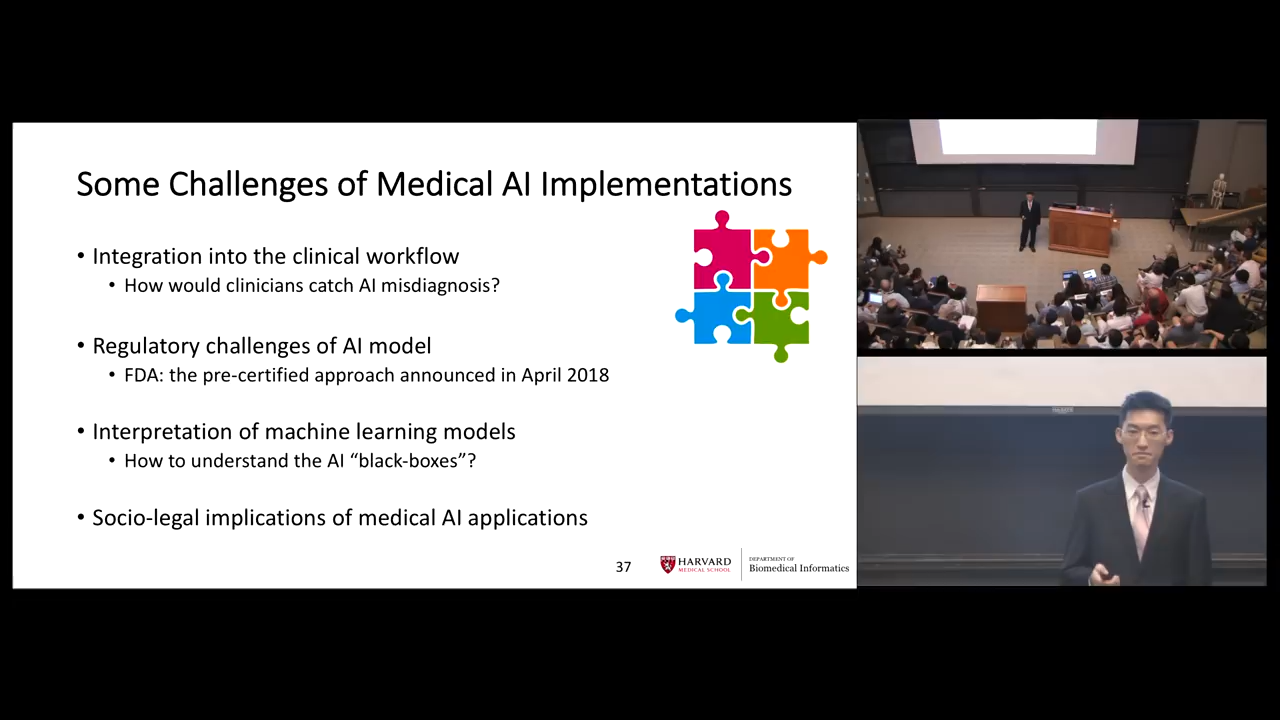 Some Challenges of Medical AI Implementations
• Integration into the clinical workflow
• How would clinicians catch AI misdiagnosis?
• Regulatory challenges of AI model
• FDA: the pre-certified approach announced in April 2018
• Interpretation of machine learning models
• How to understand the AI “black-boxes”?
• Socio-legal implications of medical AI applications
37
HARVARD
MEDICAL SCHOOL
DEPARTMENT OF
Biomedical Informatics